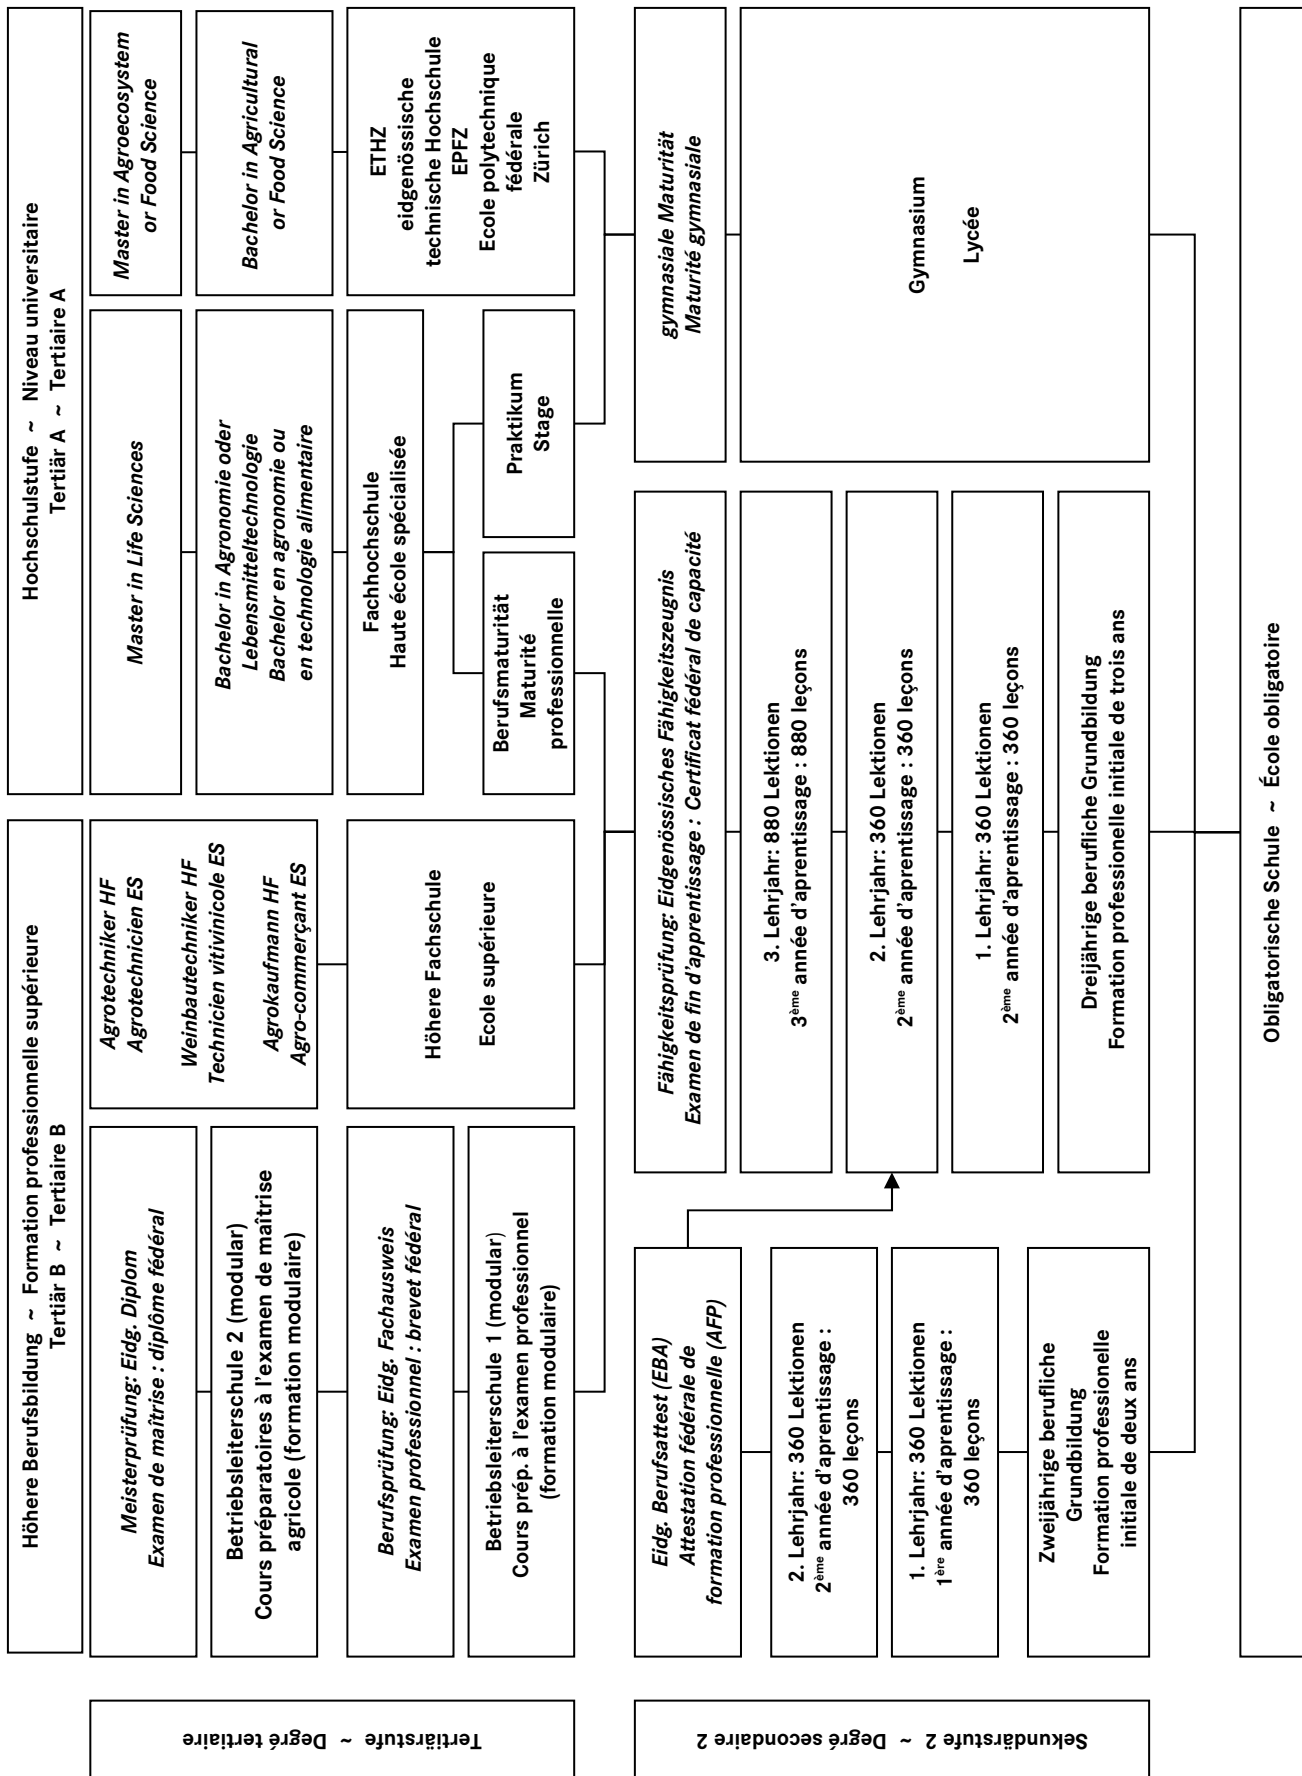 Höhere Berufsbildung ~ Formation professionnelle supérieure
Tertiär B ~ Tertiaire B
Hochschulstufe ~ Niveau universitaire
Tertiär A ~ Tertiaire A
Tertiärstufe ~ Degré tertiaire
Meisterprüfung: Eidg. Diplom
Examen de maîtrise : diplôme fédéral
Betriebsleiterschule 2 (modular)
Cours préparatoires à l'examen de maîtrise
agricole (formation modulaire)
Berufsprüfung: Eidg. Fachausweis
Examen professionnel : brevet fédéral
Betriebsleiterschule 1 (modular)
Cours prép. à l'examen professionnel
(formation modulaire)
Agrotechniker HF
Agrotechnicien ES
Weinbautechniker HF
Technicien vitivinicole ES
Agrokaufmann HF
Agro-commerçant ES
Höhere Fachschule
Ecole supérieure
Master in Life Sciences
Bachelor in Agronomie oder
Lebensmitteltechnologie
Bachelor en agronomie ou
en technologie alimentaire
Fachhochschule
Haute école spécialisée
Berufsmaturität
Maturité
professionnelle
Praktikum
Stage
Master in Agroecosystem
or Food Science
Bachelor in Agricultural
or Food Science
ETHZ
eidgenössische
technische Hochschule
EPFZ
Ecole polytechnique
fédérale
Zürich
Sekundärstufe 2 ~ Degré secondaire 2
Eidg. Berufsattest (EBA)
Attestation fédérale de
formation professionnelle (AFP)
2. Lehrjahr: 360 Lektionen
2ème année d'aprentissage :
360 leçons
1. Lehrjahr: 360 Lektionen
1ère année d'aprentissage :
360 leçons
Zweijährige berufliche
Grundbildung
Formation professionelle
initiale de deux ans
Fähigkeitsprüfung: Eidgenössisches Fähigkeitszeugnis
Examen de fin d'apprentissage : Certificat fédéral de capacité
3. Lehrjahr: 880 Lektionen
3ème année d'aprentissage : 880 leçons
2. Lehrjahr: 360 Lektionen
2ème année d'aprentissage : 360 leçons
1. Lehrjahr: 360 Lektionen
2ème année d'aprentissage : 360 leçons
Dreijährige berufliche Grundbildung
Formation professionelle initiale de trois ans
gymnasiale Maturität
Maturité gymnasiale
Gymnasium
Lycée
Obligatorische Schule ~ École obligatoire